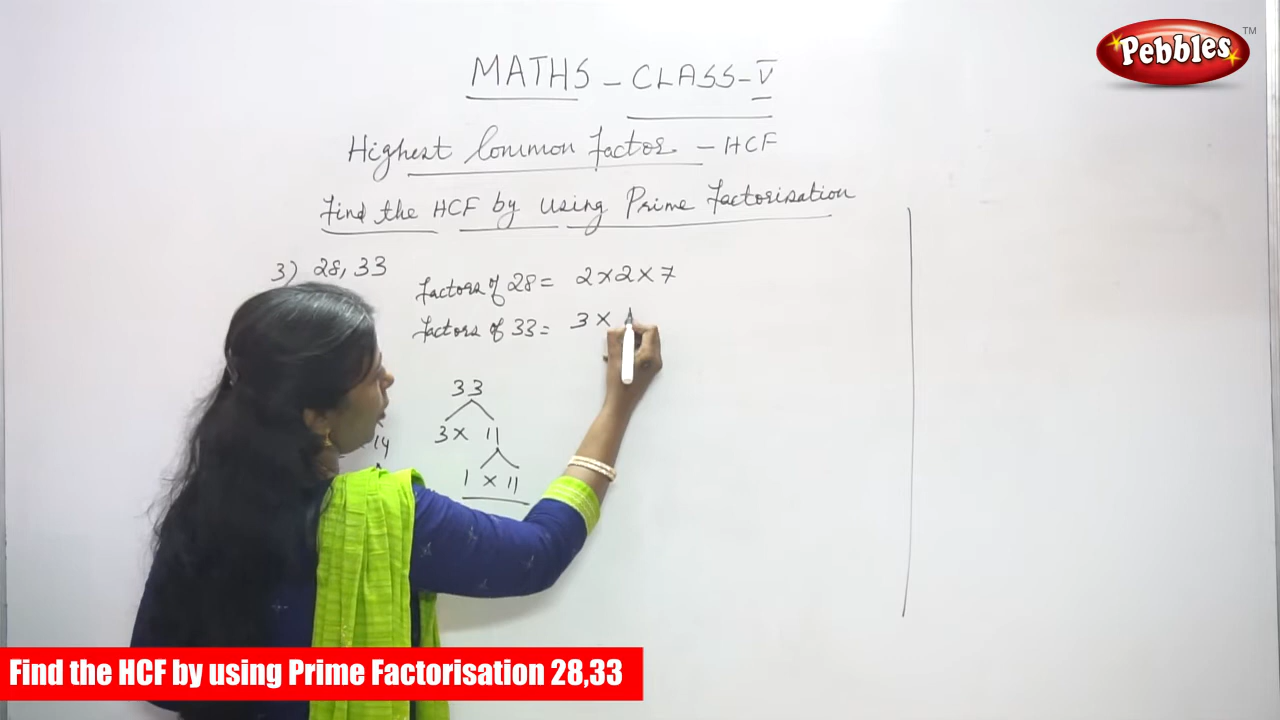 Pebbles TM
MATHS - CLASS - V
Highest Common Factor - HCF
Find the HCF by using Prime Factorisation
3) 28, 33
Factors of 28 = 2 × 2 × 7
Factors of 33 = 3 ×
33
3 × 11
× 14
1 × 11
Find the HCF by using Prime Factorisation 28,33